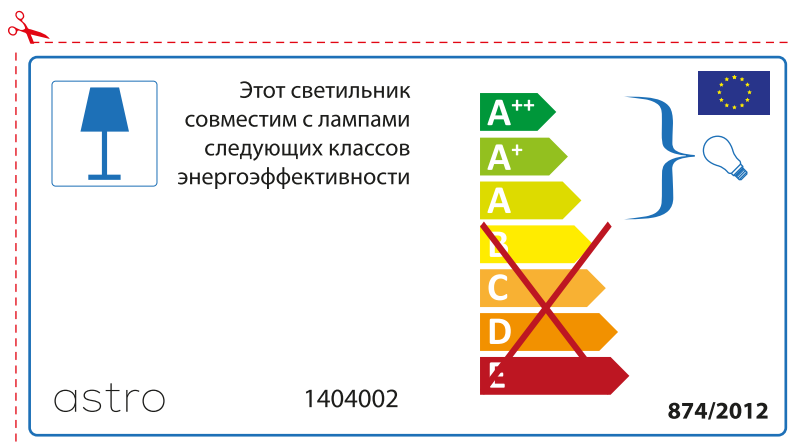 Этот светильник
совместим с лампами
следующих классов
энергоэффективности
A++
A+
A
B
C
D
E
astro
1404002
874/2012